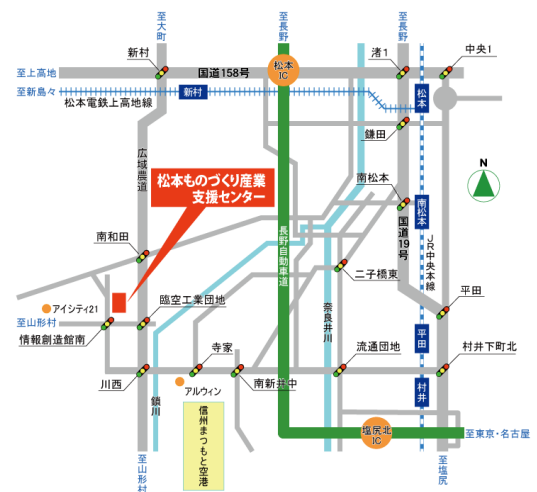 至大町
至長野
至長野
新村
渚1
中央1
至上高地
国道158号
松本
IC
至新島々
松本電鉄上高地線
新村
松本
鎌田
広域農道
松本ものづくり産業
支援センター
南松本
南松本
N
国道19号
JR中央本線
長野自動車道
南和田
二子橋東
奈良井川
平田
アイシティ21
臨空工業団地
至山形村
情報創造館南
平田
寺家
流通団地
村井下町北
川西
アルウィン
南新井中
村井
鎖川
信州まつもと空港
塩尻北
IC
至東京・名古屋
至山形村
至塩尻